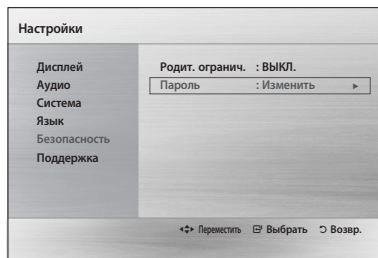 Настройки
Дисплей
Аудио
Система
Язык
Безопасность
Поддержка
Родит. огранич. : ВЫКЛ.
Пароль : Изменить ►
Переместить Выбрать Возвр.